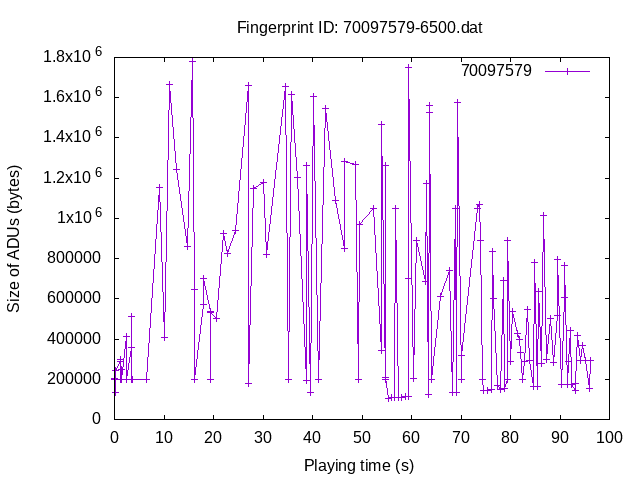 Fingerprint ID: 70097579-6500.dat
70097579
Size of ADUs (bytes)
1.8x10^6
1.6x10^6
1.4x10^6
1.2x10^6
1x10^6
800000
600000
400000
200000
0
0 10 20 30 40 50 60 70 80 90 100
Playing time (s)